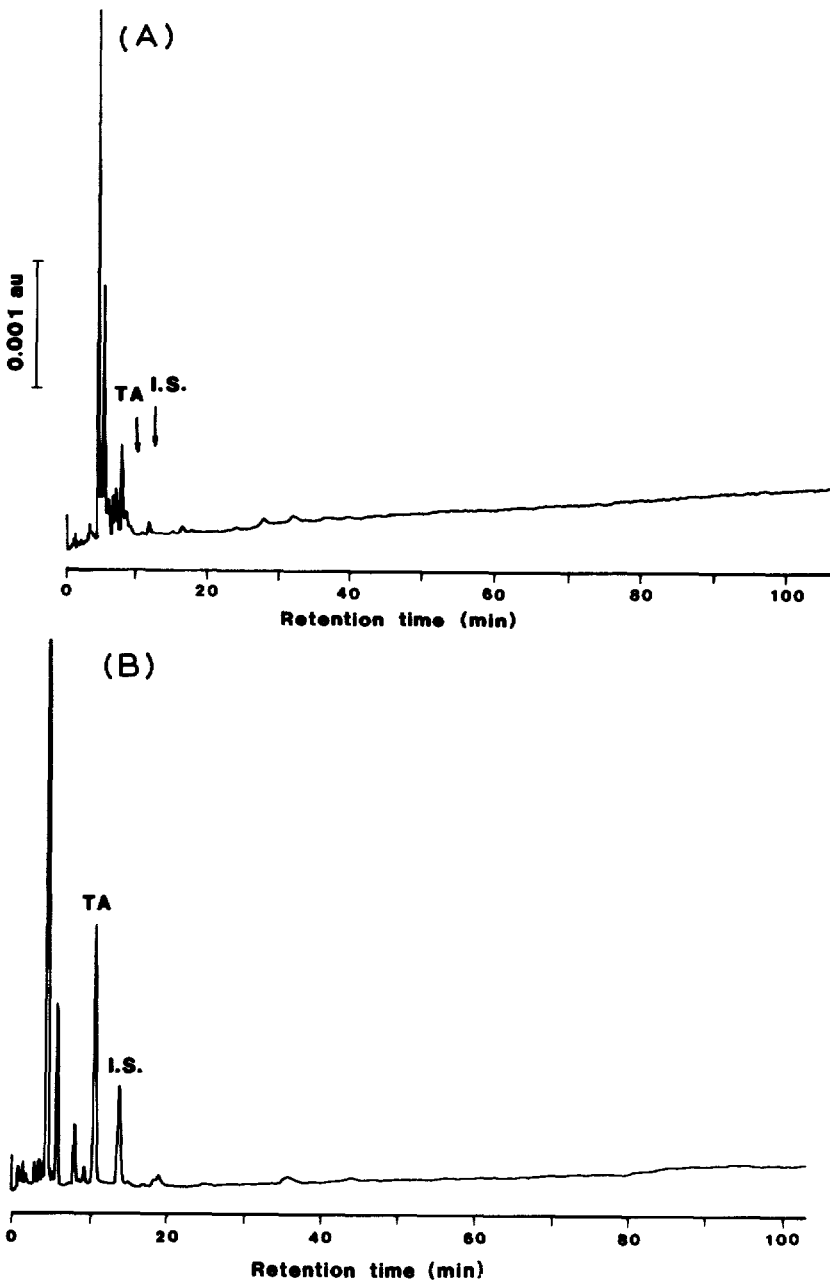 (A)
0.001 au
TA I.S.
0 20 40 60 80 100
Retention time (min)
(B)
TA
I.S.
0 20 40 60 80 100
Retention time (min)